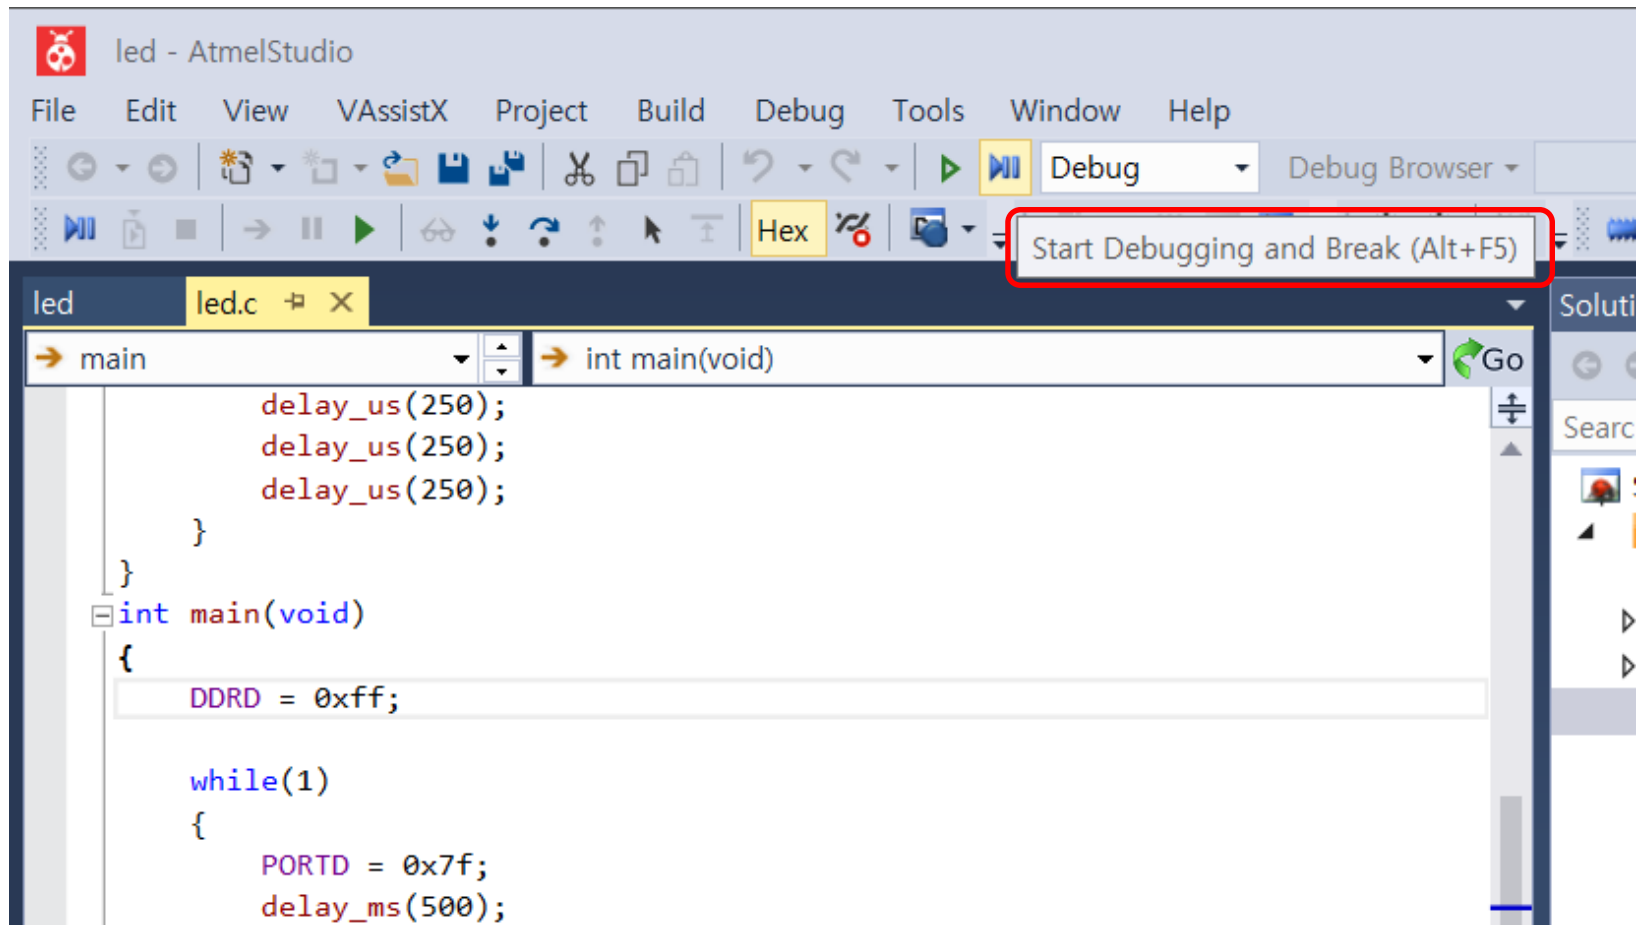 led - AtmelStudio
File Edit View VAssistX Project Build Debug Tools Window Help
Debug Debug Browser
Hex
Start Debugging and Break (Alt+F5)
led led.c
main int main(void) Go
delay_us(250);
delay_us(250);
delay_us(250);
}
}
int main(void)
{
DDRD = 0xff;
while(1)
{
PORTD = 0x7f;
delay_ms(500);
Soluti
Searc